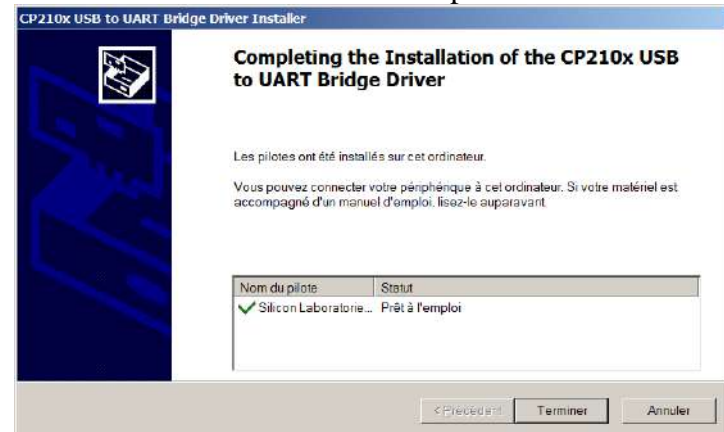 CP210x USB to UART Bridge Driver Installer
Completing the Installation of the CP210x USB
to UART Bridge Driver
Les pilotes ont été installés sur cet ordinateur.
Vous pouvez connecter votre périphérique à cet ordinateur. Si votre matériel est
accompagné d'un manuel d'emploi, lisez-le auparavant.
Nom du pilote Statut
Silicon Laboratorie... Prêt à l'emploi
< Précédent Terminer Annuler